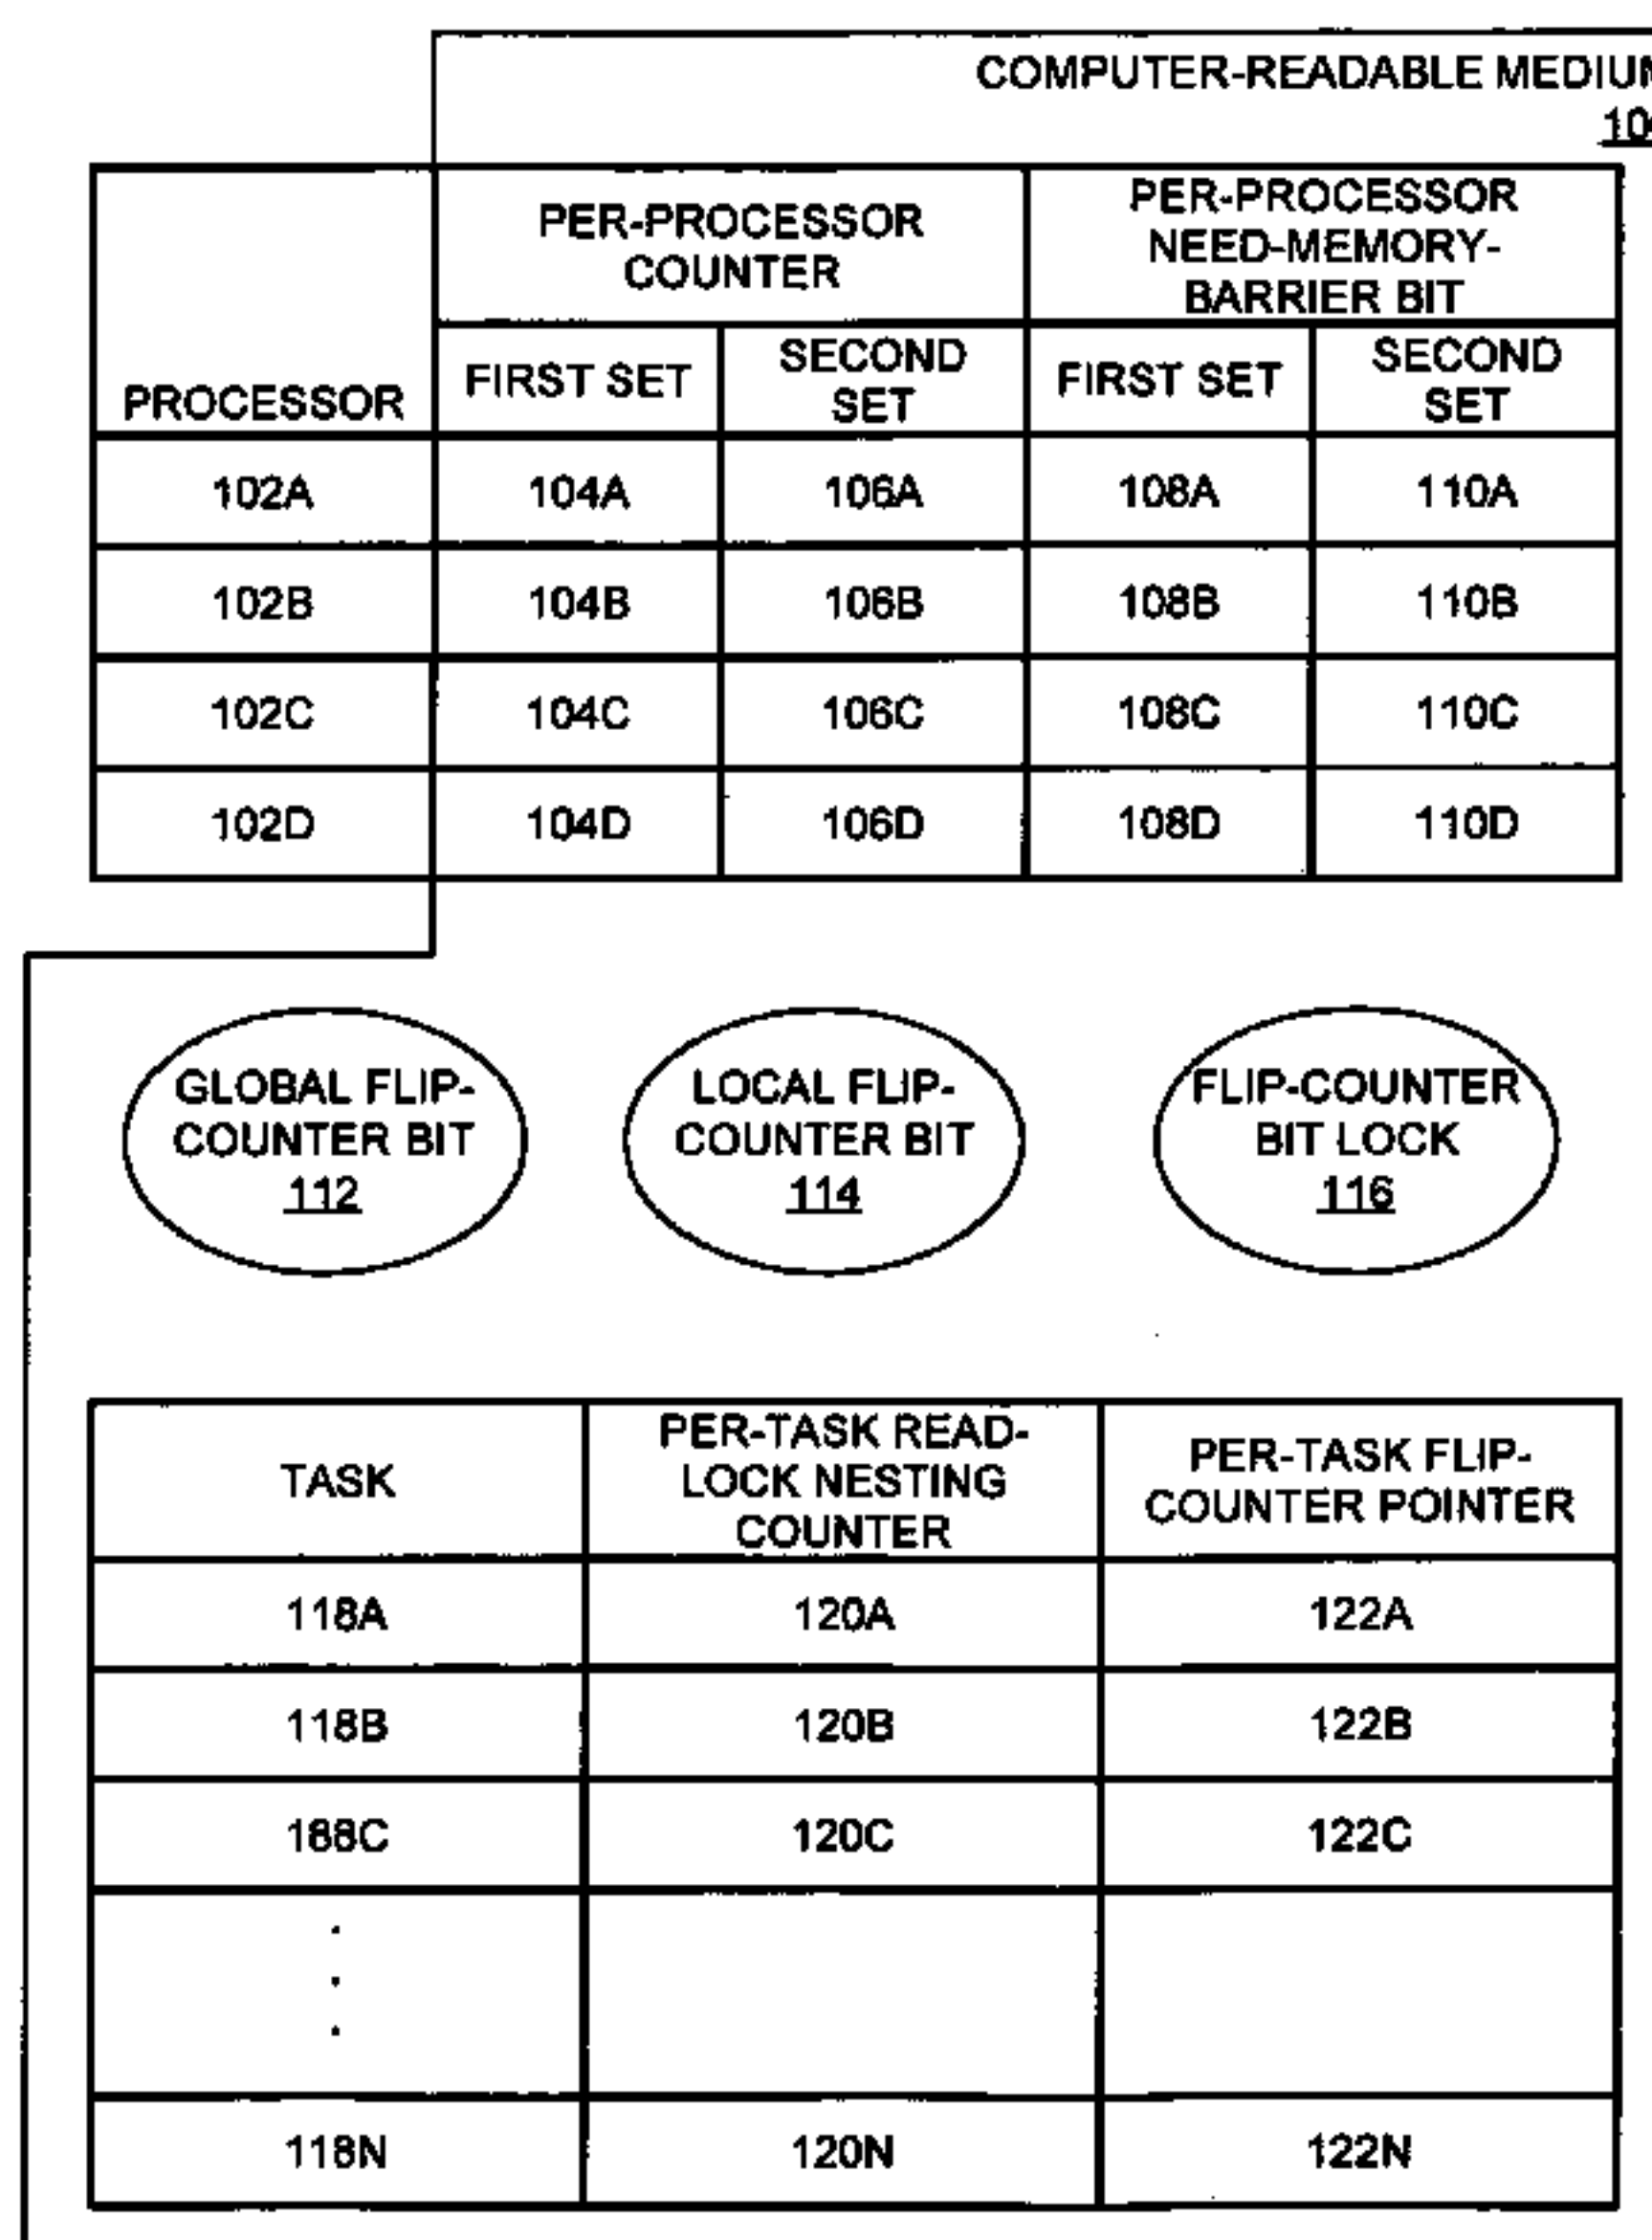 COMPUTER-READABLE MEDIUM
PER-PROCESSOR COUNTER
PER-PROCESSOR NEED-MEMORY-BARRIER BIT
PROCESSOR
FIRST SET
SECOND SET
FIRST SET
SECOND SET
102A 104A 106A 108A 110A
102B 104B 106B 108B 110B
102C 104C 106C 108C 110C
102D 104D 106D 108D 110D
GLOBAL FLIP-
COUNTER BIT
112
LOCAL FLIP-
COUNTER BIT
114
FLIP-COUNTER
BIT LOCK
116
TASK
PER-TASK READ-
LOCK NESTING
COUNTER
PER-TASK FLIP-
COUNTER POINTER
118A 120A 122A
118B 120B 122B
188C 120C 122C
.
.
.
118N 120N 122N